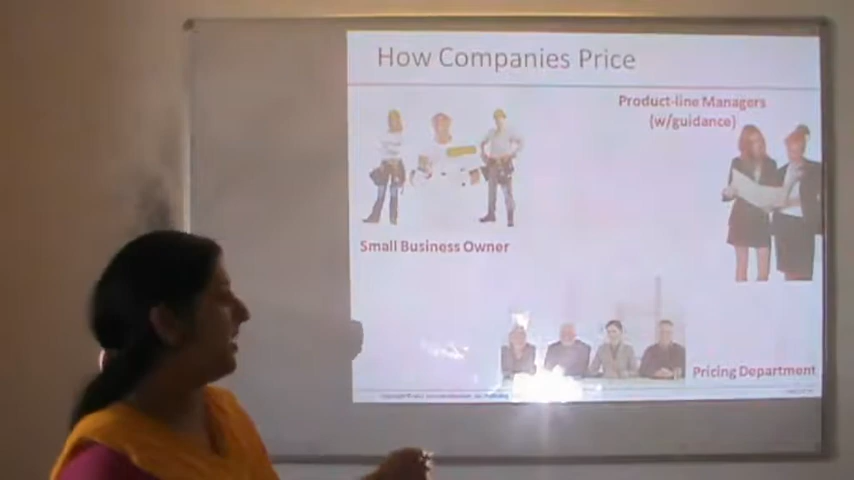 How Companies Price
Product-line Managers
(w/guidance)
Small Business Owner
Pricing Department